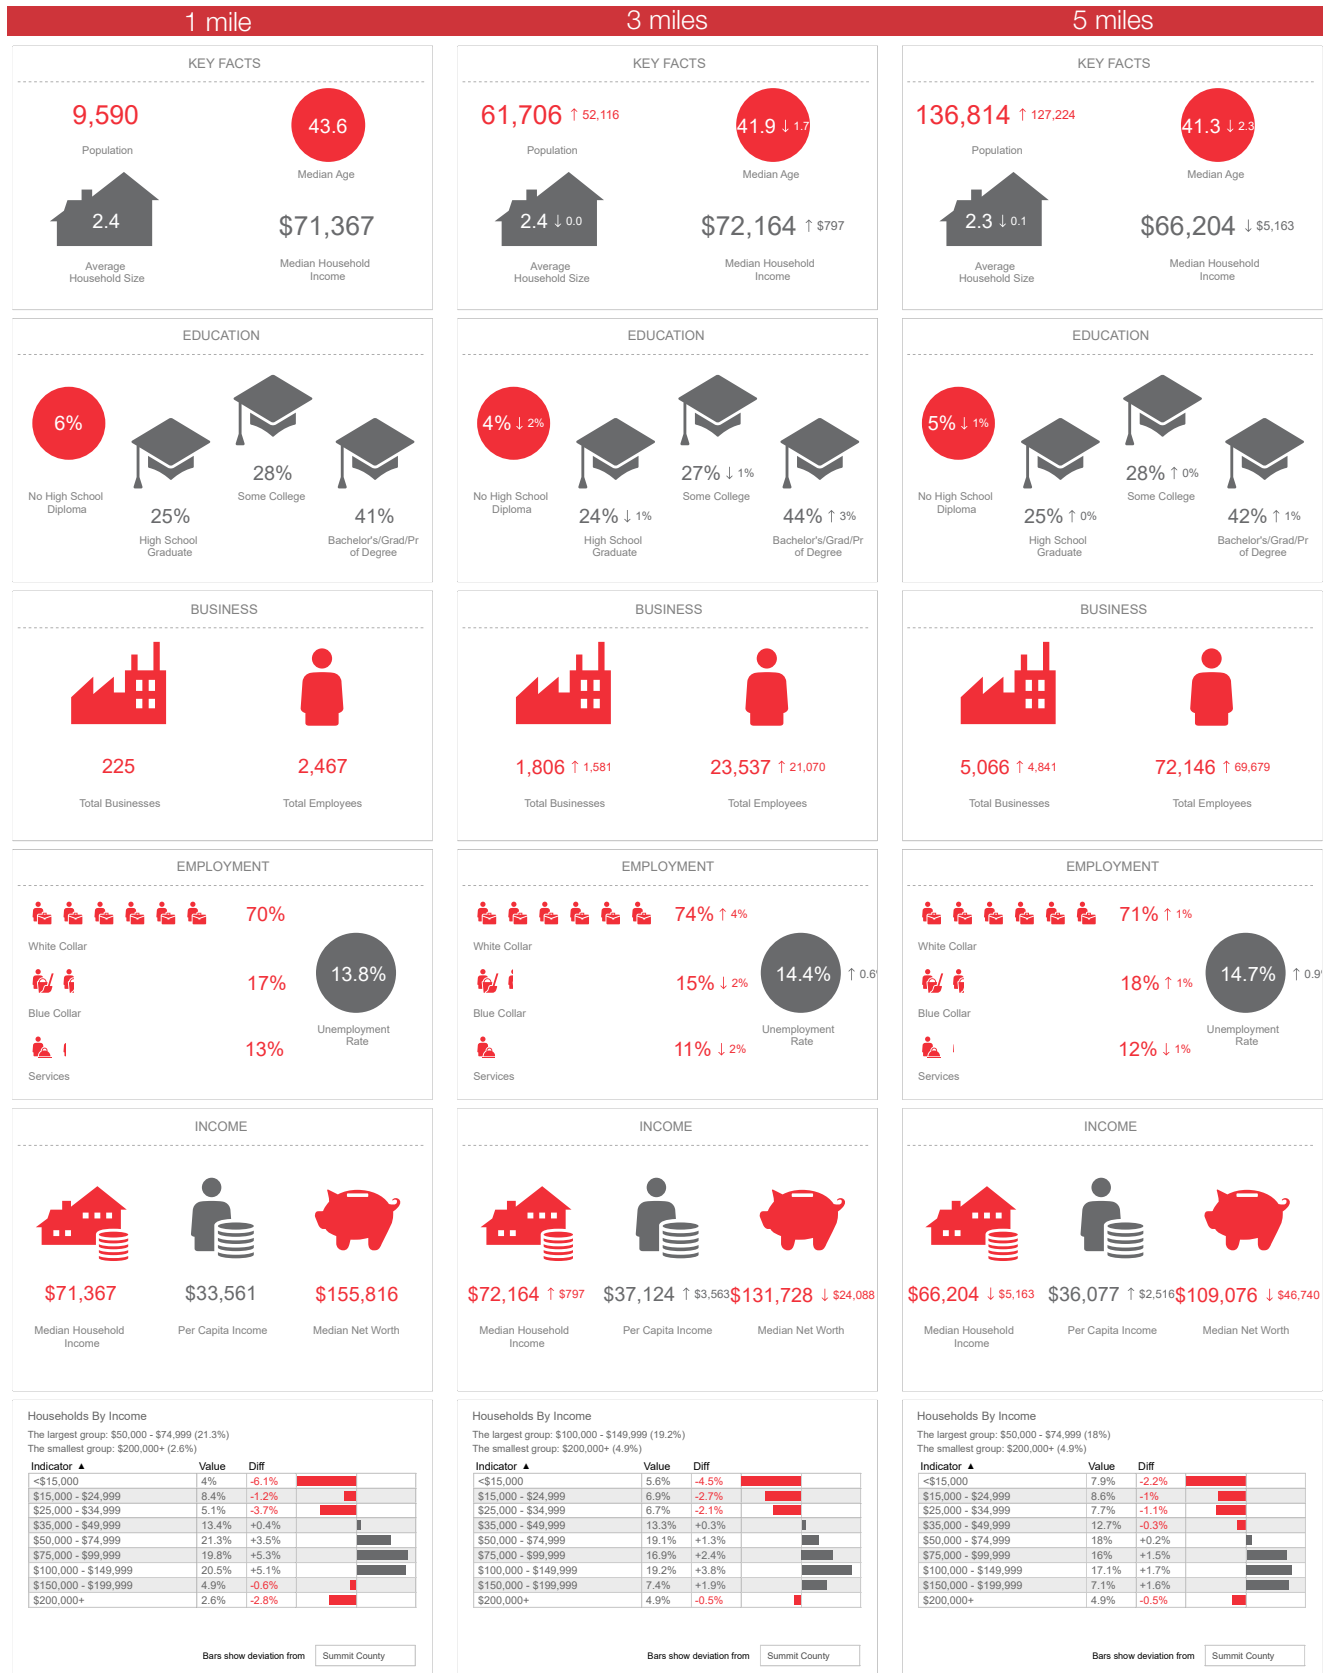 1 mile
KEY FACTS
9,590
Population
43.6
Median Age
2.4
Average
Household Size
$71,367
Median Household
Income
EDUCATION
6%
No High School
Diploma
25%
High School
Graduate
28%
Some College
41%
Bachelor's/Grad/Pr
of Degree
BUSINESS
225
Total Businesses
2,467
Total Employees
EMPLOYMENT
70%
White Collar
17%
Blue Collar
13%
Services
13.8%
Unemployment
Rate
INCOME
$71,367
Median Household
Income
$33,561
Per Capita Income
$155,816
Median Net Worth
Households By Income
The largest group: $50,000 - $74,999 (21.3%)
The smallest group: $200,000+ (2.6%)
Indicator ▲ Value Diff
<$15,000 4% -6.1%
$15,000 - $24,999 8.4% -1.2%
$25,000 - $34,999 5.1% -3.7%
$35,000 - $49,999 13.4% +0.4%
$50,000 - $74,999 21.3% +3.5%
$75,000 - $99,999 19.8% +5.3%
$100,000 - $149,999 20.5% +5.1%
$150,000 - $199,999 4.9% -0.6%
$200,000+ 2.6% -2.8%
Bars show deviation from Summit County
3 miles
KEY FACTS
61,706 ↑ 52,116
Population
41.9 ↓ 1.7
Median Age
2.4 ↓ 0.0
Average
Household Size
$72,164 ↑ $797
Median Household
Income
EDUCATION
4% ↓ 2%
No High School
Diploma
24% ↓ 1%
High School
Graduate
27% ↓ 1%
Some College
44% ↑ 3%
Bachelor's/Grad/Pr
of Degree
BUSINESS
1,806 ↑ 1,581
Total Businesses
23,537 ↑ 21,070
Total Employees
EMPLOYMENT
74% ↑ 4%
White Collar
15% ↓ 2%
Blue Collar
11% ↓ 2%
Services
14.4% ↑ 0.6
Unemployment
Rate
INCOME
$72,164 ↑ $797
Median Household
Income
$37,124 ↑ $3,563
Per Capita Income
$131,728 ↓ $24,088
Median Net Worth
Households By Income
The largest group: $100,000 - $149,999 (19.2%)
The smallest group: $200,000+ (4.9%)
Indicator ▲ Value Diff
<$15,000 5.6% -4.5%
$15,000 - $24,999 6.9% -2.7%
$25,000 - $34,999 6.7% -2.1%
$35,000 - $49,999 13.3% +0.3%
$50,000 - $74,999 19.1% +1.3%
$75,000 - $99,999 16.9% +2.4%
$100,000 - $149,999 19.2% +3.8%
$150,000 - $199,999 7.4% +1.9%
$200,000+ 4.9% -0.5%
Bars show deviation from Summit County
5 miles
KEY FACTS
136,814 ↑ 127,224
Population
41.3 ↓ 2.3
Median Age
2.3 ↓ 0.1
Average
Household Size
$66,204 ↓ $5,163
Median Household
Income
EDUCATION
5% ↓ 1%
No High School
Diploma
25% ↑ 0%
High School
Graduate
28% ↑ 0%
Some College
42% ↑ 1%
Bachelor's/Grad/Pr
of Degree
BUSINESS
5,066 ↑ 4,841
Total Businesses
72,146 ↑ 69,679
Total Employees
EMPLOYMENT
71% ↑ 1%
White Collar
18% ↑ 1%
Blue Collar
12% ↓ 1%
Services
14.7% ↑ 0.9
Unemployment
Rate
INCOME
$66,204 ↓ $5,163
Median Household
Income
$36,077 ↑ $2,516
Per Capita Income
$109,076 ↓ $46,740
Median Net Worth
Households By Income
The largest group: $50,000 - $74,999 (18%)
The smallest group: $200,000+ (4.9%)
Indicator ▲ Value Diff
<$15,000 7.9% -2.2%
$15,000 - $24,999 8.6% -1%
$25,000 - $34,999 7.7% -1.1%
$35,000 - $49,999 12.7% -0.3%
$50,000 - $74,999 18% +0.2%
$75,000 - $99,999 16% +1.5%
$100,000 - $149,999 17.1% +1.7%
$150,000 - $199,999 7.1% +1.6%
$200,000+ 4.9% -0.5%
Bars show deviation from Summit County